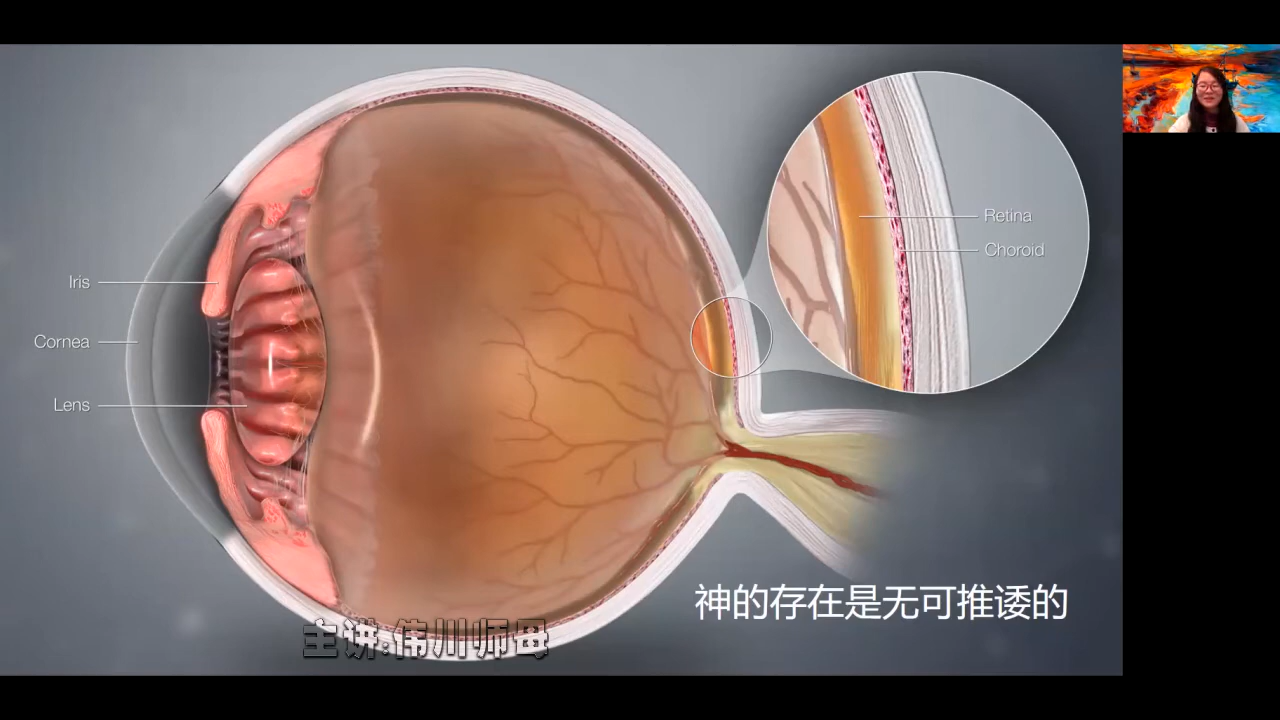 Retina
Choroid
Iris
Cornea
Lens
神的存在是无可推诿的
主讲:伟川师母